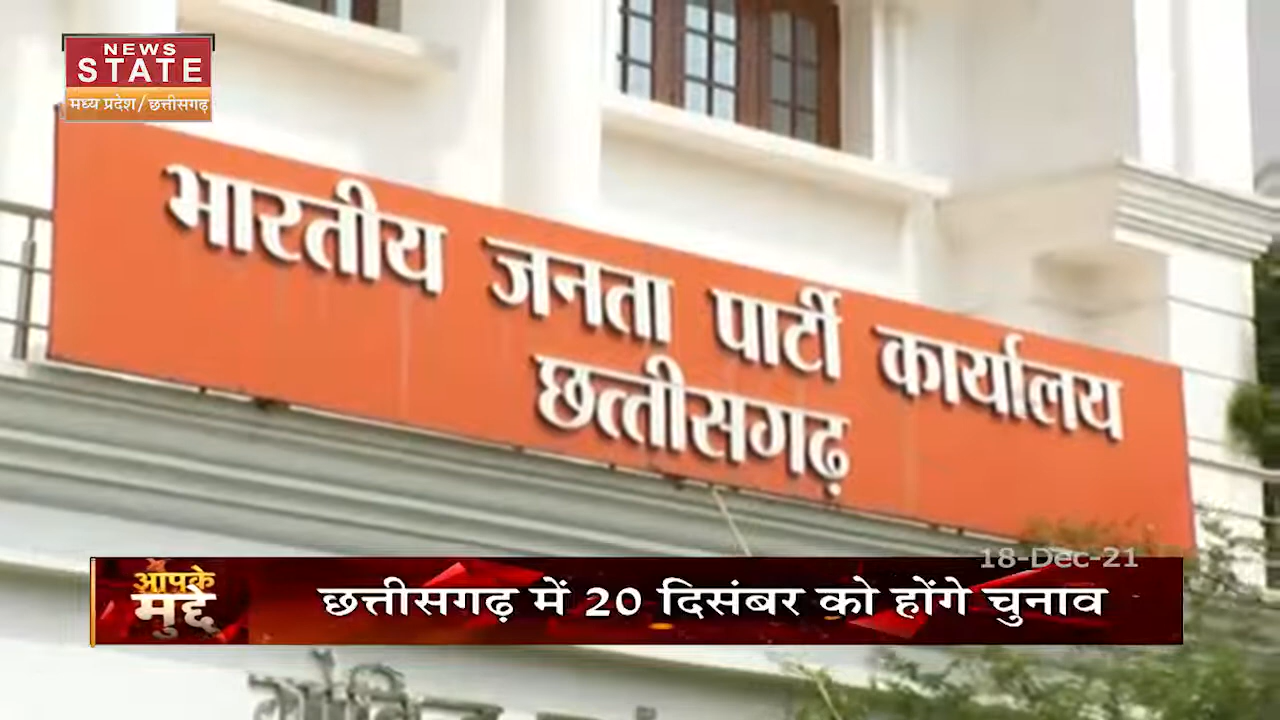 NEWS
STATE
मध्य प्रदेश/छत्तीसगढ़
भारतीय जनता पार्टी कार्यालय
छत्तीसगढ़
18-Dec-21
आपके
मुद्दे
छत्तीसगढ़ में 20 दिसंबर को होंगे चुनाव